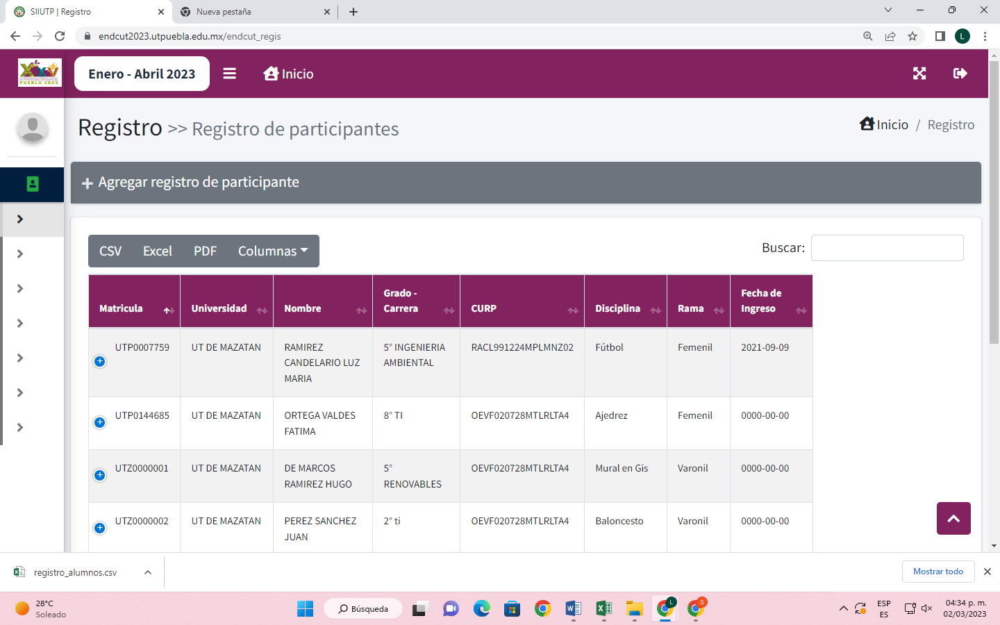 SIIUTP | Registro
Nueva pestaña
endcut2023.utpuebla.edu.mx/endcut_regis
L
XXV
PUEBLA 2023
Enero - Abril 2023
Inicio
Registro >> Registro de participantes
Inicio / Registro
Agregar registro de participante
CSV Excel PDF Columnas
Buscar:
Matricula Universidad Nombre Grado - Carrera CURP Disciplina Rama Fecha de Ingreso
UTP0007759 UT DE MAZATAN RAMIREZ CANDELARIO LUZ MARIA 5° INGENIERIA AMBIENTAL RACL991224MPLMNZ02 Fútbol Femenil 2021-09-09
UTP0144685 UT DE MAZATAN ORTEGA VALDES FATIMA 8° TI OEVF020728MTLRLTA4 Ajedrez Femenil 0000-00-00
UTZ0000001 UT DE MAZATAN DE MARCOS RAMIREZ HUGO 5° RENOVABLES OEVF020728MTLRLTA4 Mural en Gis Varonil 0000-00-00
UTZ0000002 UT DE MAZATAN PEREZ SANCHEZ JUAN 2° ti OEVF020728MTLRLTA4 Baloncesto Varonil 0000-00-00
registro_alumnos.csv
Mostrar todo
28°C
Soleado
Búsqueda
L
S
ESP
ES
04:34 p. m.
02/03/2023